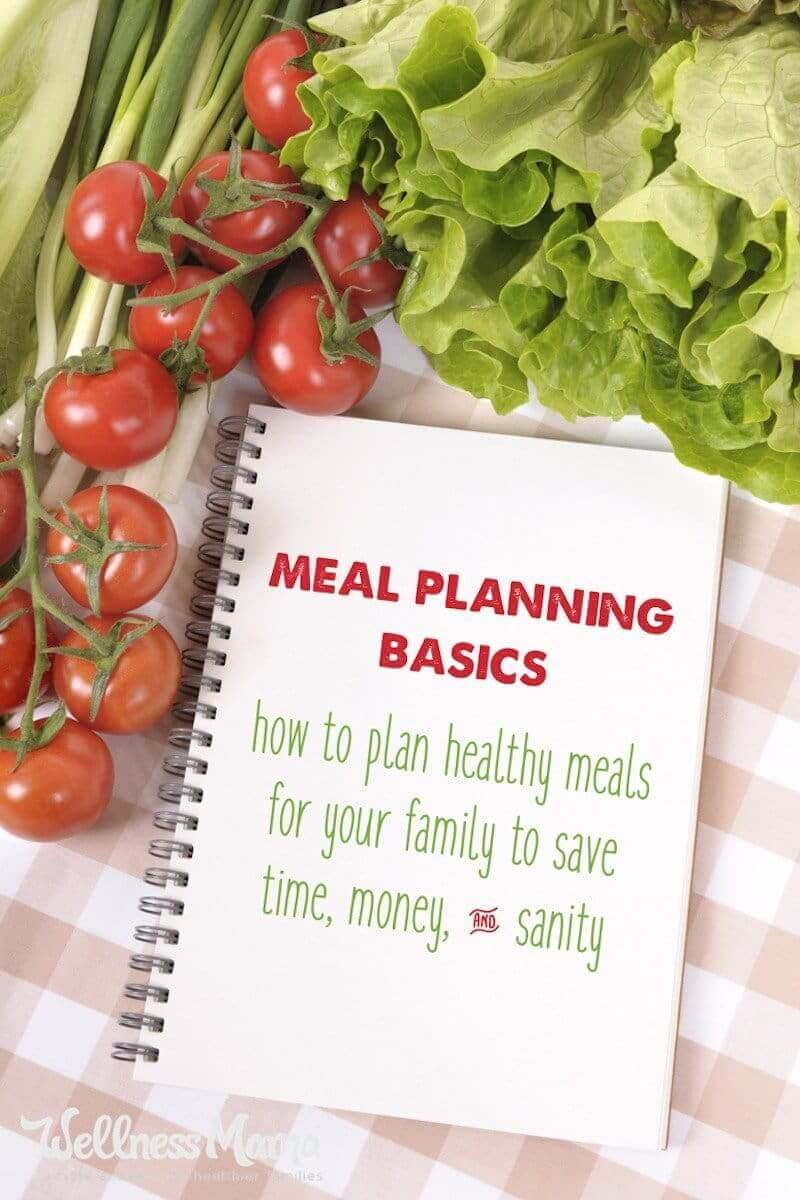 MEAL PLANNING
BASICS
how to plan healthy meals
for your family to save
time, money, AND sanity
Wellness Mama
families